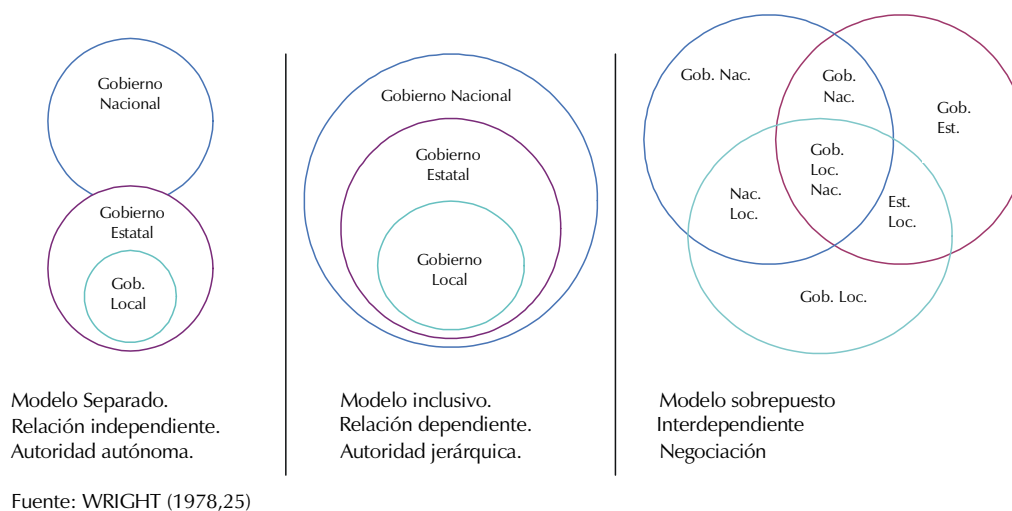 Gobierno
Nacional
Gobierno
Estatal
Gob.
Local
Modelo Separado.
Relación independiente.
Autoridad autónoma.
Gobierno Nacional
Gobierno
Estatal
Gobierno
Local
Modelo inclusivo.
Relación dependiente.
Autoridad jerárquica.
Gob. Nac.
Gob.
Nac.
Gob.
Est.
Gob.
Loc.
Nac.
Nac.
Loc.
Est.
Loc.
Gob. Loc.
Modelo sobrepuesto
Interdependiente
Negociación
Fuente: WRIGHT (1978,25)